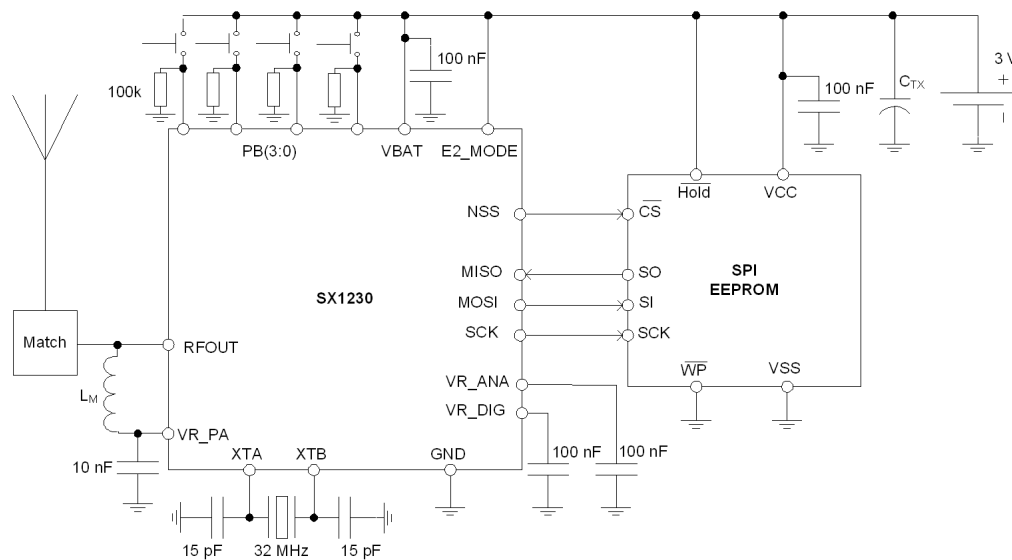 3 V
+
100 nF
100 nF
C_TX
100k
PB(3:0)
VBAT
E2_MODE
Hold
VCC
NSS
CS
MISO
SO
SPI
EEPROM
SX1230
MOSI
SI
SCK
SCK
Match
RFOUT
WP
VSS
VR_ANA
L_M
VR_DIG
VR_PA
XTA
XTB
GND
100 nF
100 nF
10 nF
15 pF
32 MHz
15 pF